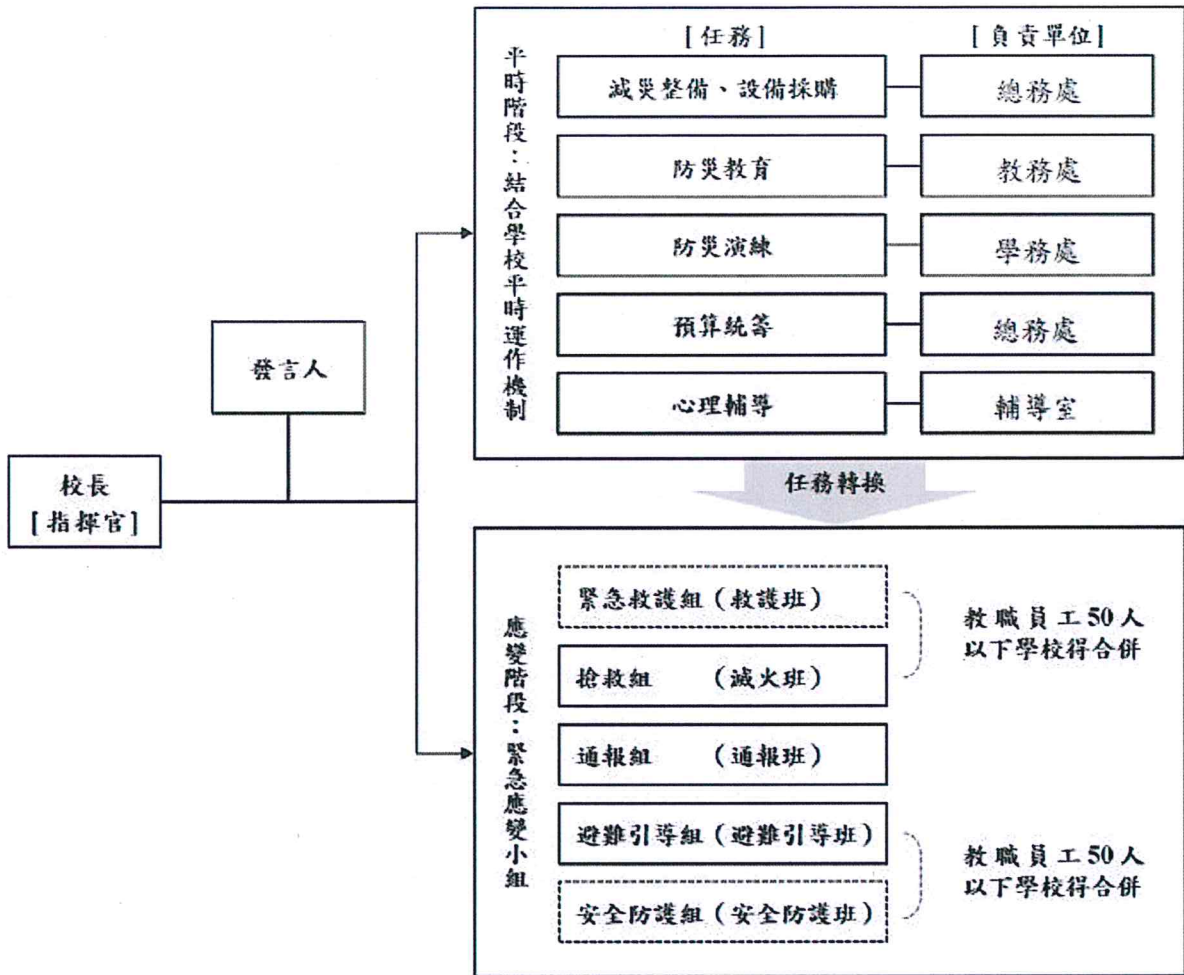 [任務]
[負責單位]
平時階段：結合學校平時運作機制
減災整備、設備採購
總務處
防災教育
教務處
防災演練
學務處
預算統籌
總務處
心理輔導
輔導室
發言人
校長
[指揮官]
任務轉換
應變階段：緊急應變小組
緊急救護組（救護班）
搶救組 （滅火班）
教職員工50人
以下學校得合併
通報組 （通報班）
避難引導組（避難引導班）
安全防護組（安全防護班）
教職員工50人
以下學校得合併